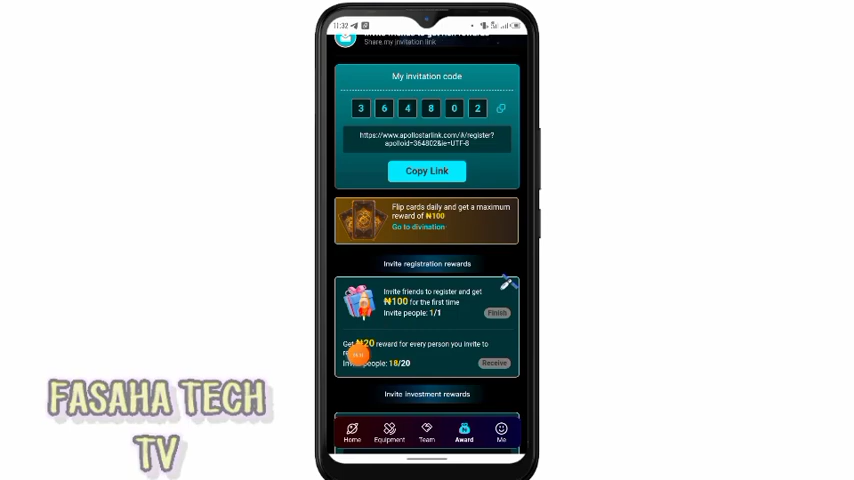 11:32
Share my invitation link
My invitation code
3 6 4 8 0 2
https://www.apollostarlink.com/#/register?
apolloid=364802&ie=UTF-8
Copy Link
Flip cards daily and get a maximum
reward of ₦100
Go to divination
Invite registration rewards
Invite friends to register and get
₦100 for the first time
Invite people: 1/1
Finish
Get ₦20 reward for every person you invite to
people: 18/20
Receive
Invite investment rewards
Home Equipment Team Award Me
FASAHA TECH
TV